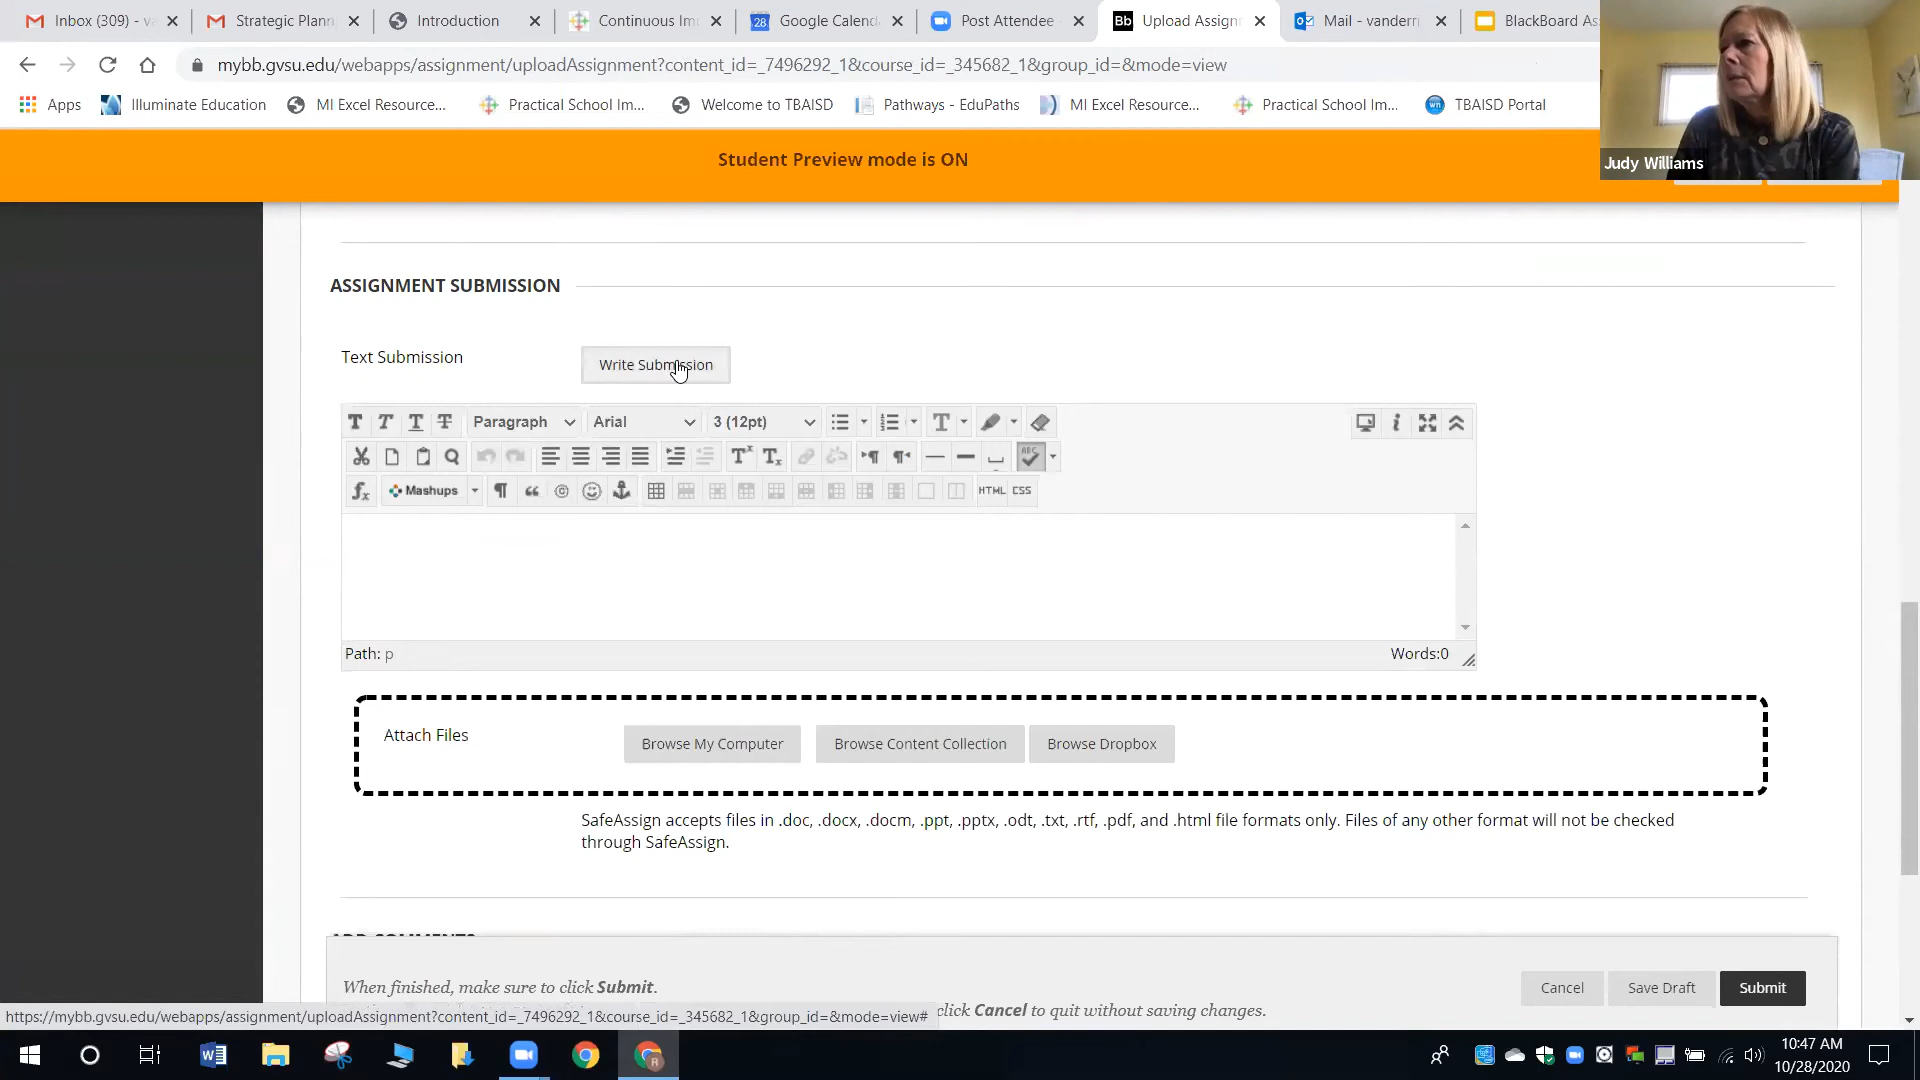 Inbox (309) - va
Strategic Plann
Introduction
Continuous Im
Google Calend
Post Attendee -
Bb Upload Assignm
Mail - vanderr
BlackBoard As
mybb.gvsu.edu/webapps/assignment/uploadAssignment?content_id=_7496292_1&course_id=_345682_1&group_id=&mode=view
Apps
Illuminate Education
MI Excel Resource...
Practical School Im...
Welcome to TBAISD
Pathways - EduPaths
MI Excel Resource...
Practical School Im...
TBAISD Portal
Student Preview mode is ON
Judy Williams
ASSIGNMENT SUBMISSION
Text Submission
Write Submission
Paragraph
Arial
3 (12pt)
Mashups
HTML CSS
Path: p
Words:0
Attach Files
Browse My Computer
Browse Content Collection
Browse Dropbox
SafeAssign accepts files in .doc, .docx, .docm, .ppt, .pptx, .odt, .txt, .rtf, .pdf, and .html file formats only. Files of any other format will not be checked
through SafeAssign.
ADD COMMENTS
When finished, make sure to click Submit.
click Cancel to quit without saving changes.
Cancel
Save Draft
Submit
https://mybb.gvsu.edu/webapps/assignment/uploadAssignment?content_id=_7496292_1&course_id=_345682_1&group_id=&mode=view#
10:47 AM
10/28/2020